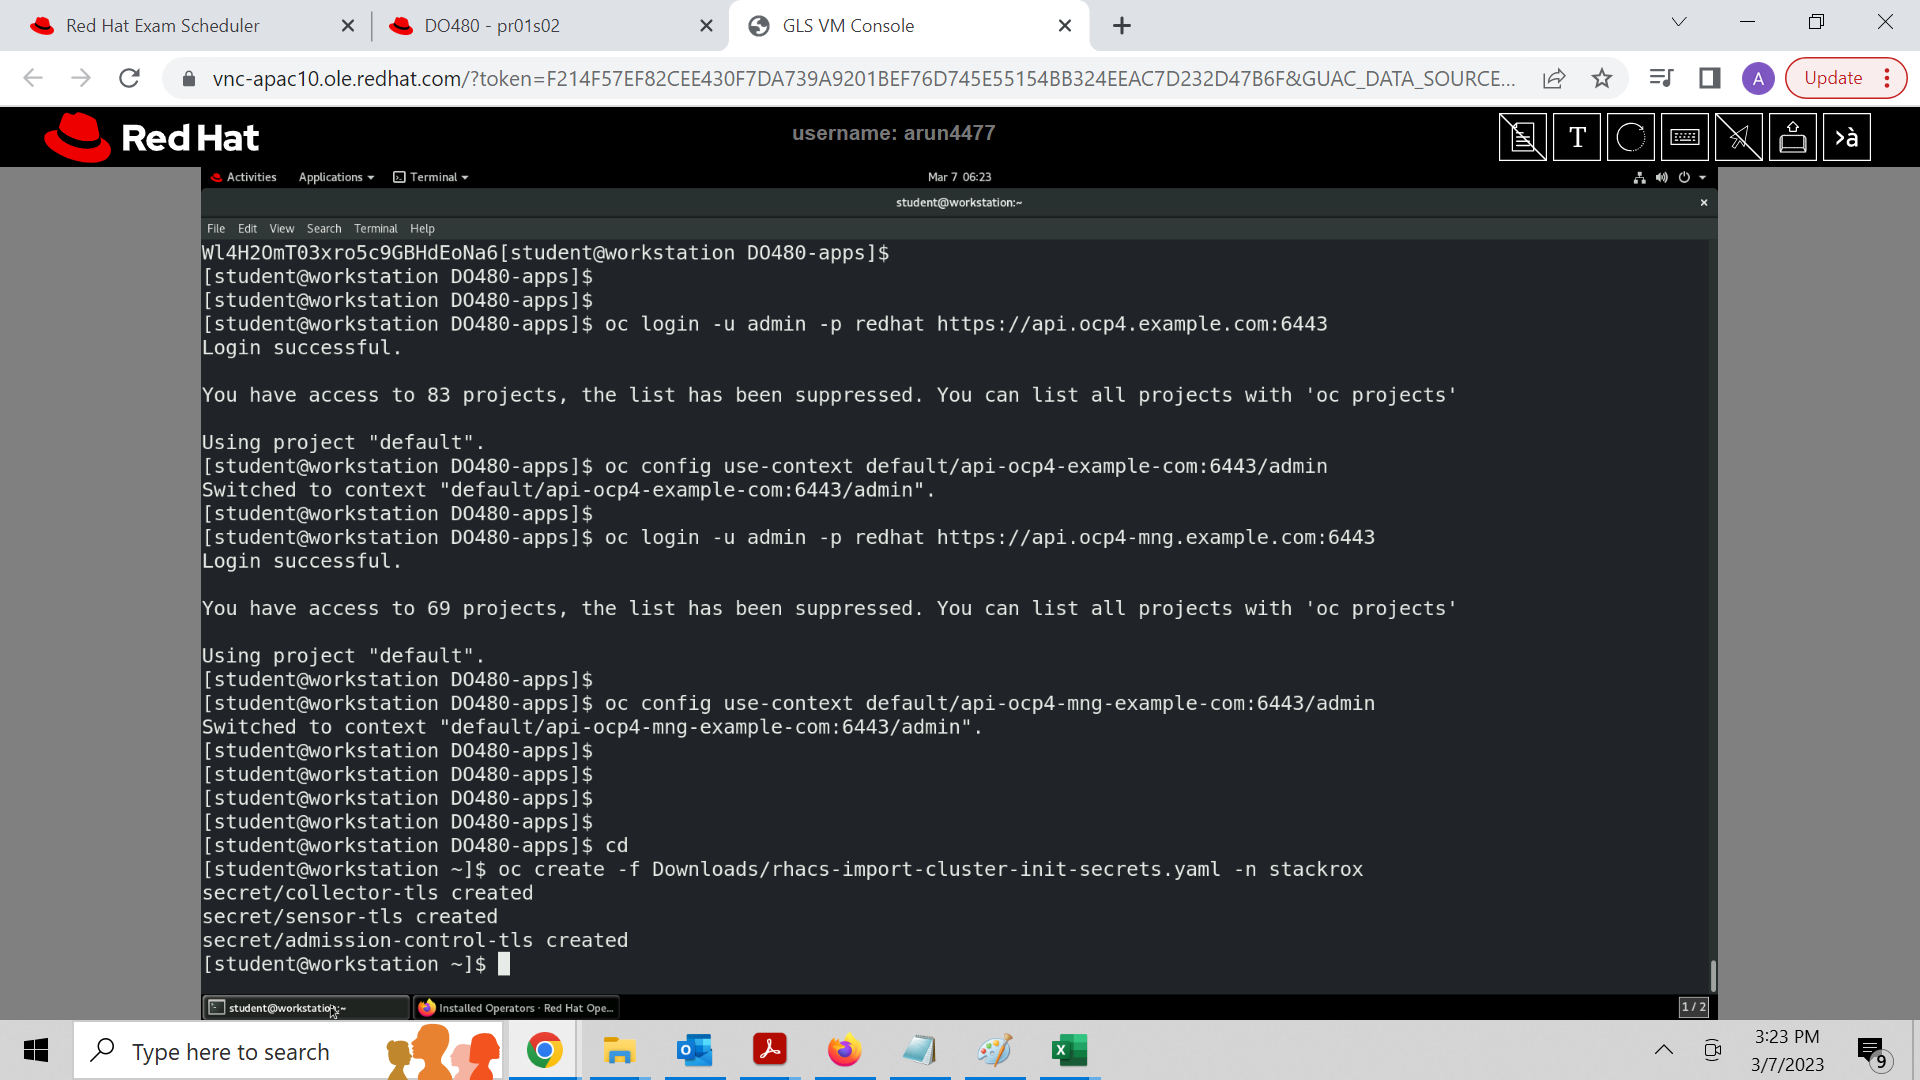 Red Hat Exam Scheduler
DO480 - pr01s02
GLS VM Console
vnc-apac10.ole.redhat.com/?token=F214F57EF82CEE430F7DA739A9201BEF76D745E55154BB324EEAC7D232D47B6F&GUAC_DATA_SOURCE...
A
Update
Red Hat
username: arun4477
T
>à
Activities Applications Terminal
Mar 7 06:23
student@workstation:~
File Edit View Search Terminal Help
Wl4H2OmT03xro5c9GBHdEoNa6[student@workstation DO480-apps]$
[student@workstation DO480-apps]$
[student@workstation DO480-apps]$
[student@workstation DO480-apps]$ oc login -u admin -p redhat https://api.ocp4.example.com:6443
Login successful.
You have access to 83 projects, the list has been suppressed. You can list all projects with 'oc projects'
Using project "default".
[student@workstation DO480-apps]$ oc config use-context default/api-ocp4-example-com:6443/admin
Switched to context "default/api-ocp4-example-com:6443/admin".
[student@workstation DO480-apps]$
[student@workstation DO480-apps]$ oc login -u admin -p redhat https://api.ocp4-mng.example.com:6443
Login successful.
You have access to 69 projects, the list has been suppressed. You can list all projects with 'oc projects'
Using project "default".
[student@workstation DO480-apps]$
[student@workstation DO480-apps]$ oc config use-context default/api-ocp4-mng-example-com:6443/admin
Switched to context "default/api-ocp4-mng-example-com:6443/admin".
[student@workstation DO480-apps]$
[student@workstation DO480-apps]$
[student@workstation DO480-apps]$
[student@workstation DO480-apps]$
[student@workstation DO480-apps]$ cd
[student@workstation ~]$ oc create -f Downloads/rhacs-import-cluster-init-secrets.yaml -n stackrox
secret/collector-tls created
secret/sensor-tls created
secret/admission-control-tls created
[student@workstation ~]$
student@workstation:~
Installed Operators · Red Hat Ope...
1 / 2
Type here to search
3:23 PM
3/7/2023
9